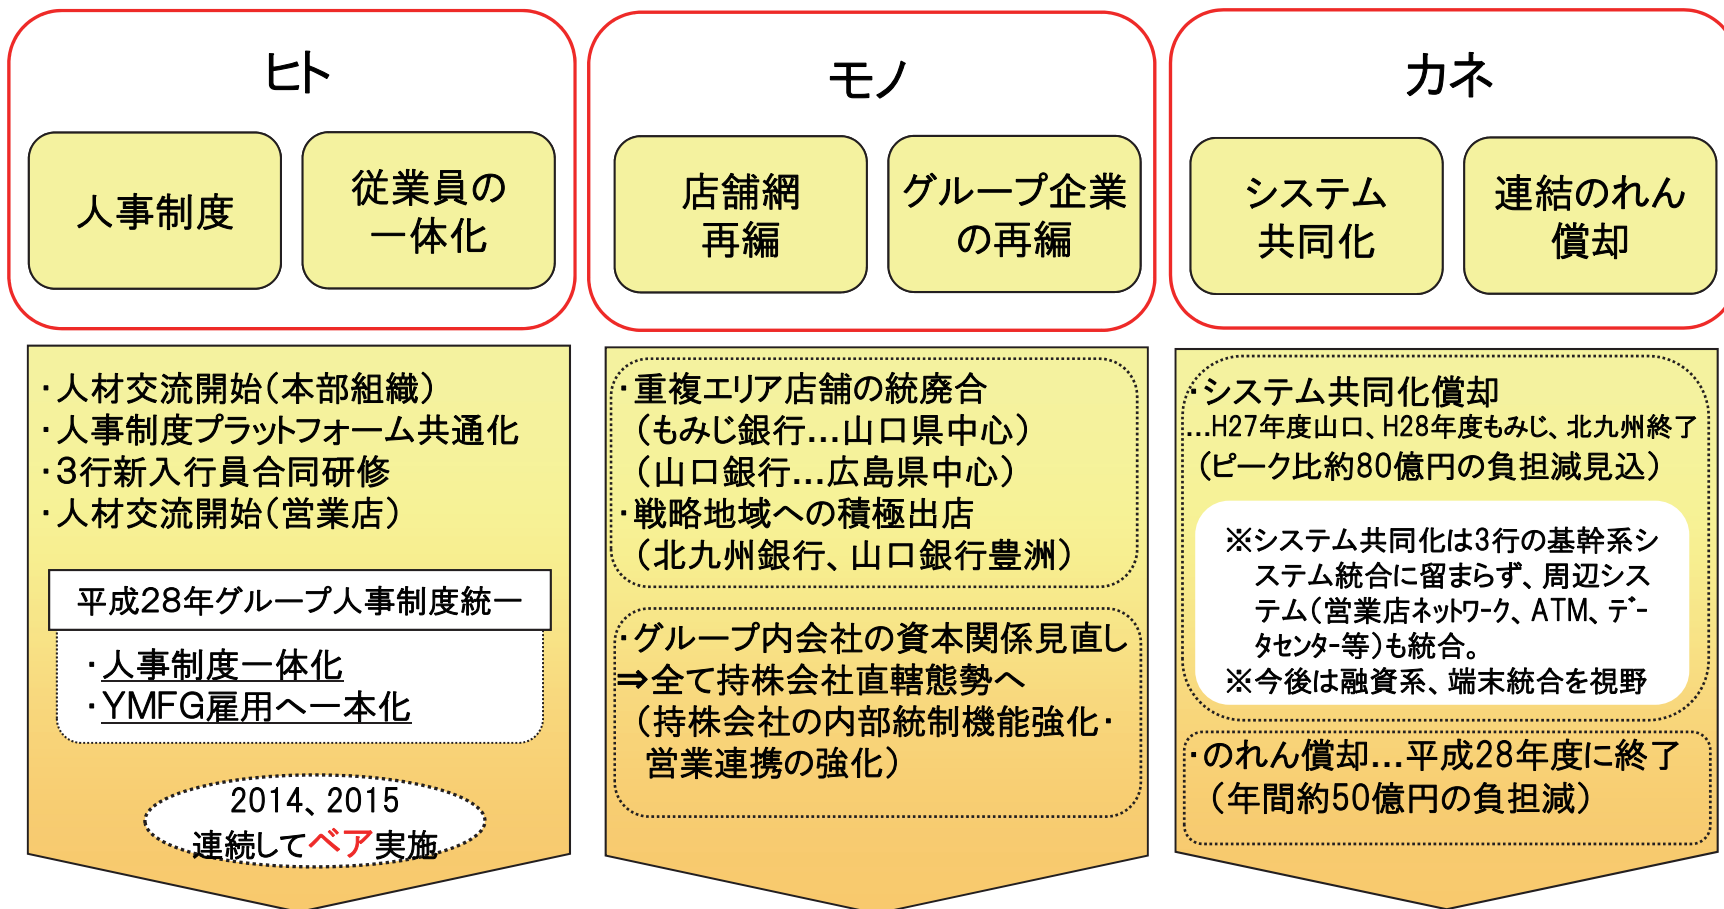 ヒト
人事制度
従業員の
一体化
・人材交流開始(本部組織)
・人事制度プラットフォーム共通化
・3行新入行員合同研修
・人材交流開始(営業店)
平成28年グループ人事制度統一
・人事制度一体化
・YMFG雇用へ一本化
2014、2015
連続してベア実施
モノ
店舗網
再編
グループ企業
の再編
・重複エリア店舗の統廃合
(もみじ銀行…山口県中心)
(山口銀行…広島県中心)
・戦略地域への積極出店
(北九州銀行、山口銀行豊洲)
・グループ内会社の資本関係見直し
⇒全て持株会社直轄態勢へ
(持株会社の内部統制機能強化・
営業連携の強化)
カネ
システム
共同化
連結のれん
償却
・システム共同化償却
…H27年度山口、H28年度もみじ、北九州終了
(ピーク比約80億円の負担減見込)
※システム共同化は3行の基幹系シ
ステム統合に留まらず、周辺シス
テム(営業店ネットワーク、ATM、デー
タセンター等)も統合。
※今後は融資系、端末統合を視野
・のれん償却…平成28年度に終了
(年間約50億円の負担減)